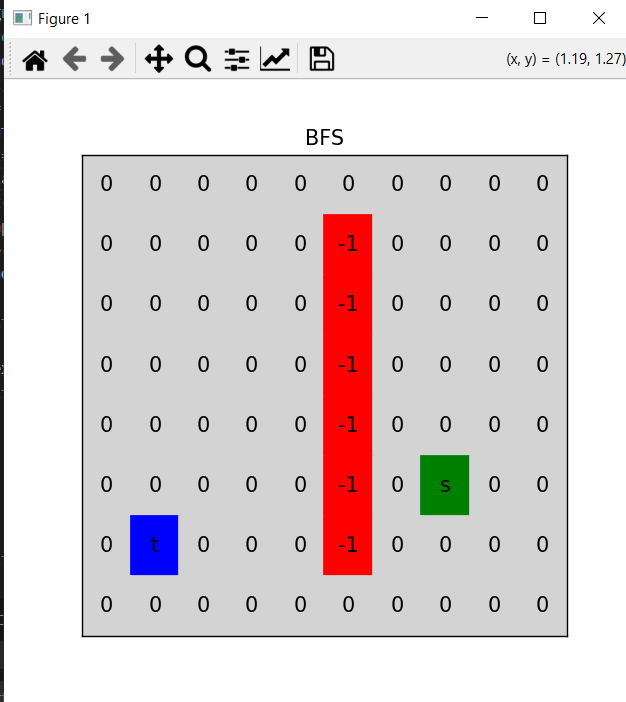 Figure 1
(x, y) = (1.19, 1.27)
BFS
0 0 0 0 0 0 0 0 0 0
0 0 0 0 0 -1 0 0 0 0
0 0 0 0 0 -1 0 0 0 0
0 0 0 0 0 -1 0 0 0 0
0 0 0 0 0 -1 0 0 0 0
0 0 0 0 0 -1 0 s 0 0
0 t 0 0 0 -1 0 0 0 0
0 0 0 0 0 0 0 0 0 0